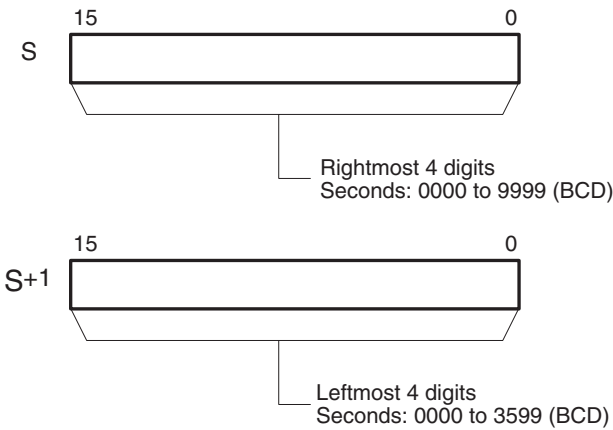 15 0
S
Rightmost 4 digits
Seconds: 0000 to 9999 (BCD)
15 0
S+1
Leftmost 4 digits
Seconds: 0000 to 3599 (BCD)